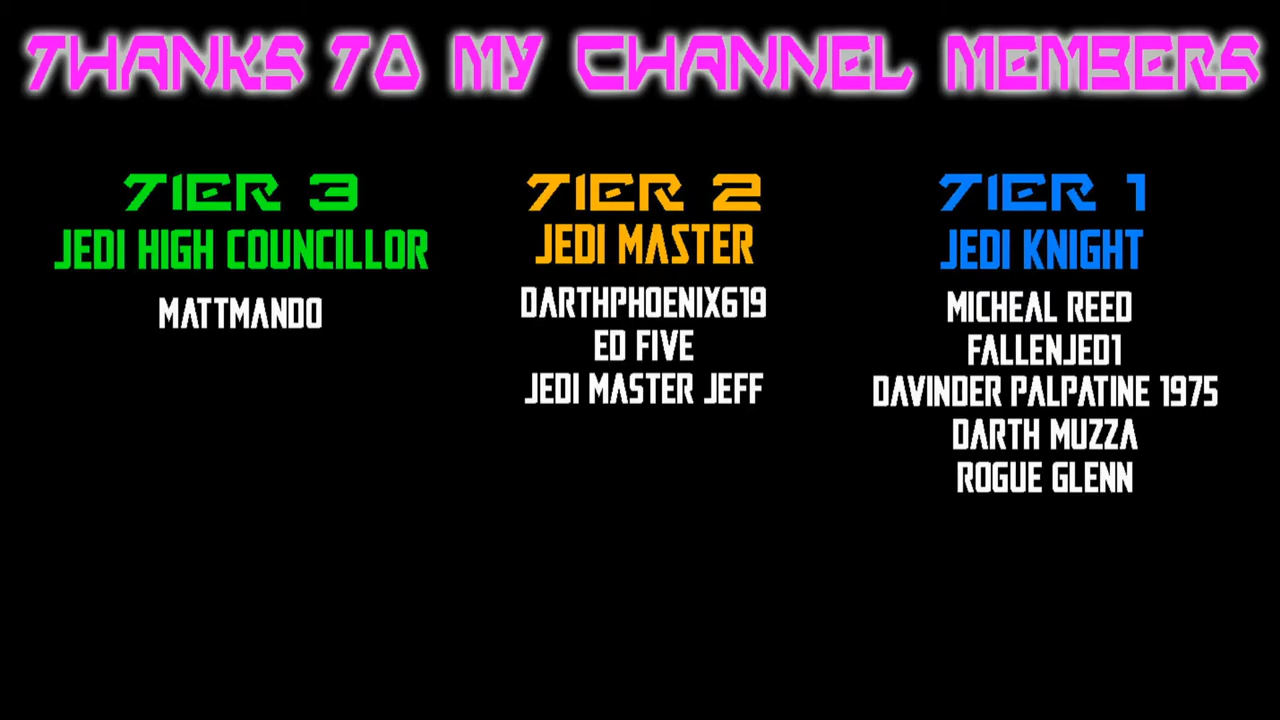 THANKS TO MY CHANNEL MEMBERS
TIER 3
JEDI HIGH COUNCILLOR
MATTMANDO
TIER 2
JEDI MASTER
DARTHPHOENIX619
ED FIVE
JEDI MASTER JEFF
TIER 1
JEDI KNIGHT
MICHEAL REED
FALLENJED1
DAVINDER PALPATINE 1975
DARTH MUZZA
ROGUE GLENN